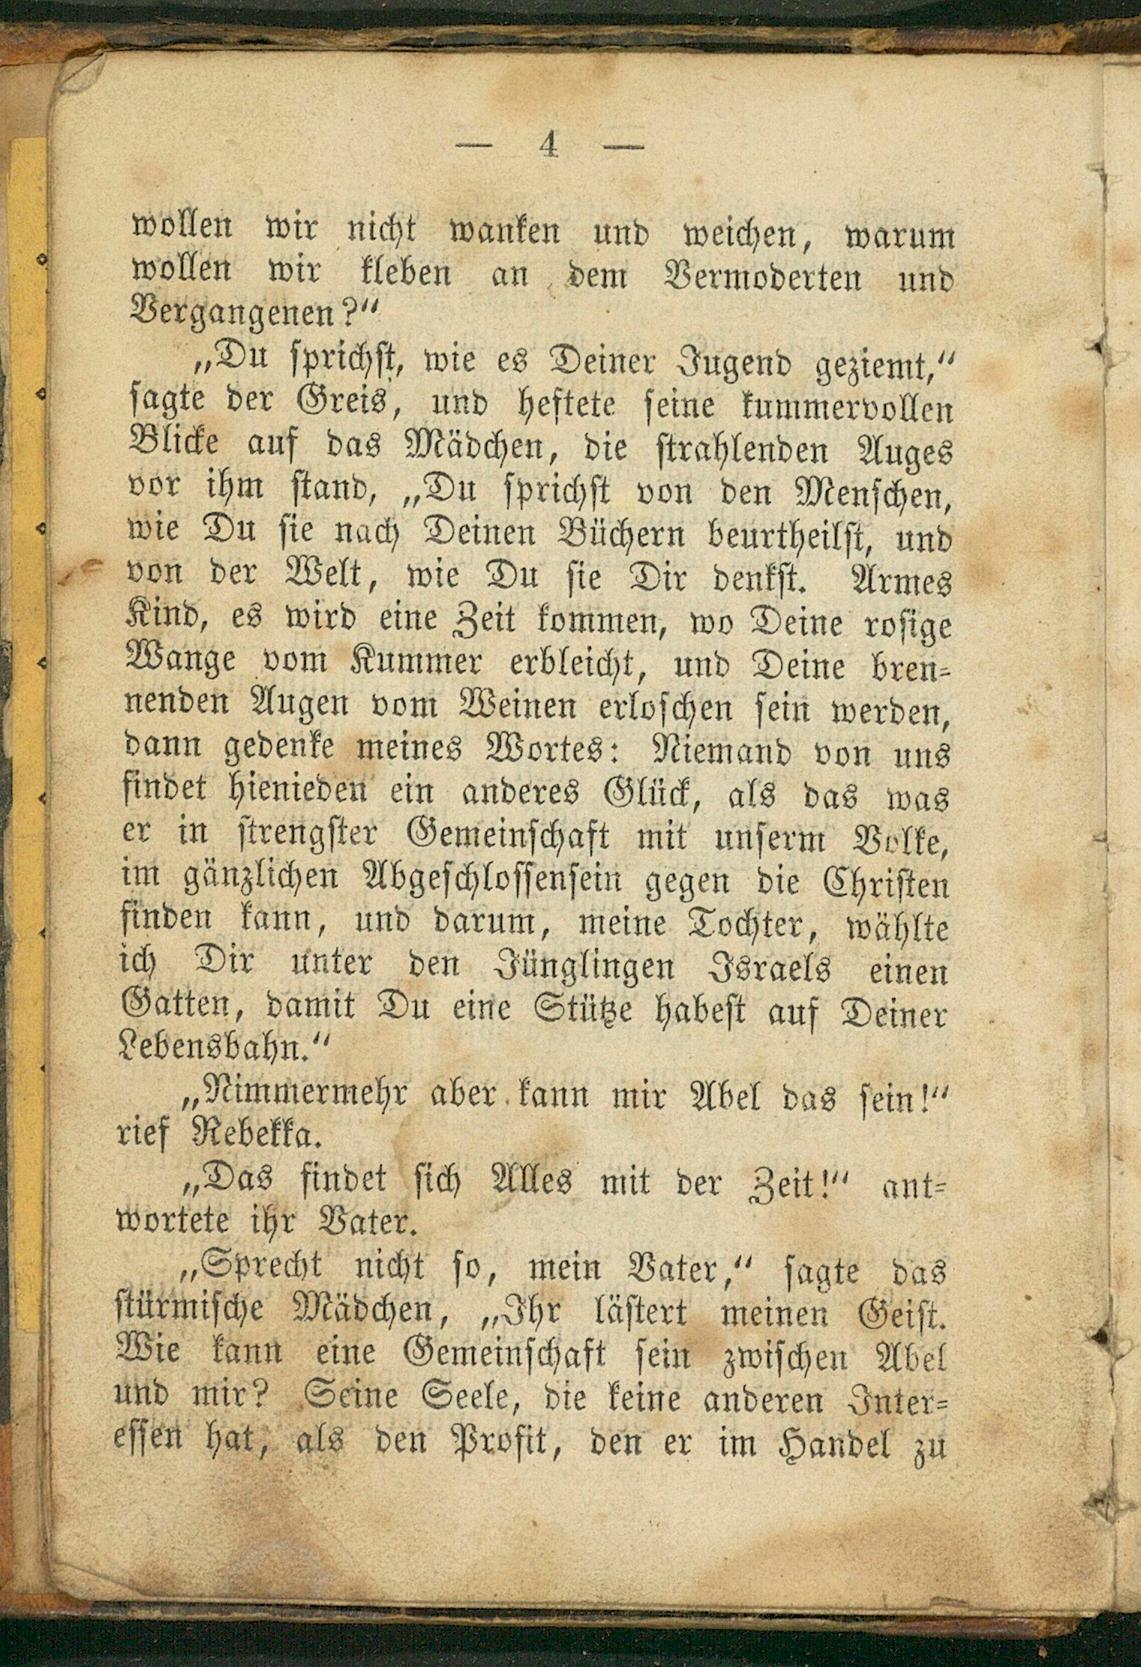 — 4 —
wollen wir nicht wanken und weichen, warum
wollen wir kleben an dem Vermoderten und
Vergangenen?“
„Du sprichst, wie es Deiner Jugend geziemt,“
sagte der Greis, und heftete seine kummervollen
Blicke auf das Mädchen, die strahlenden Auges
vor ihm stand, „Du sprichst von den Menschen,
wie Du sie nach Deinen Büchern beurtheilst, und
von der Welt, wie Du sie Dir denkst. Armes
Kind, es wird eine Zeit kommen, wo Deine rosige
Wange vom Kummer erbleicht, und Deine bren-
nenden Augen vom Weinen erloschen sein werden,
dann gedenke meines Wortes: Niemand von uns
findet hienieden ein anderes Glück, als das was
er in strengster Gemeinschaft mit unserm Volke,
im gänzlichen Abgeschlossensein gegen die Christen
finden kann, und darum, meine Tochter, wählte
ich Dir unter den Jünglingen Israels einen
Gatten, damit Du eine Stütze habest auf Deiner
Lebensbahn.“
„Nimmermehr aber kann mir Abel das sein!“
rief Rebekka.
„Das findet sich Alles mit der Zeit!“ ant-
wortete ihr Vater.
„Sprecht nicht so, mein Vater,“ sagte das
stürmische Mädchen, „Ihr lästert meinen Geist.
Wie kann eine Gemeinschaft sein zwischen Abel
und mir? Seine Seele, die keine anderen Inter-
essen hat, als den Profit, den er im Handel zu